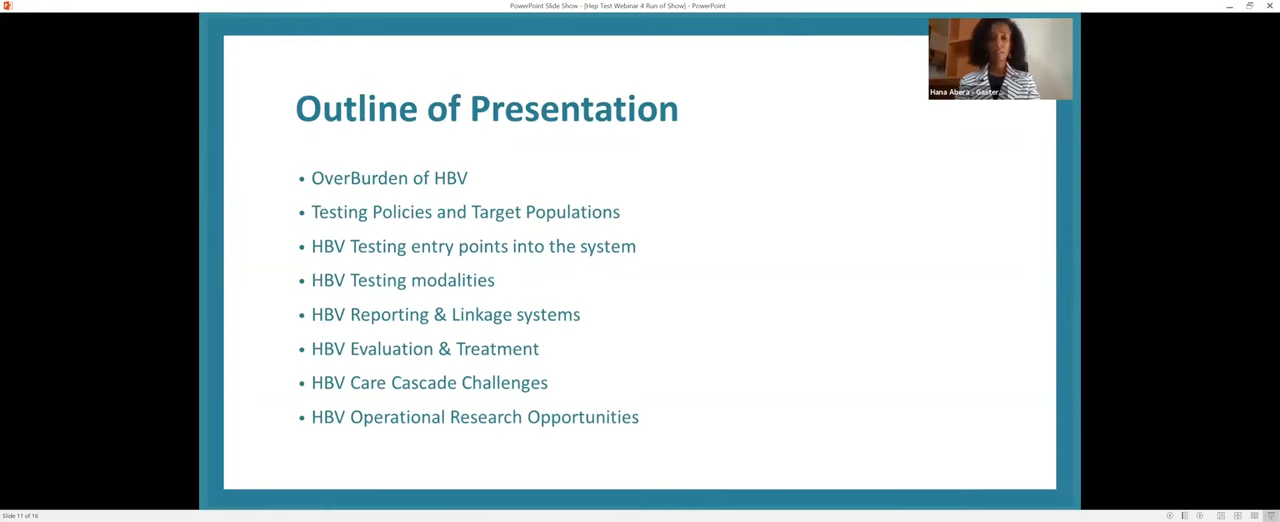 PowerPoint Slide Show - [Hep Test Webinar 4 Run of Show] - PowerPoint
Hana Abera - Gaster...
Outline of Presentation
• OverBurden of HBV
• Testing Policies and Target Populations
• HBV Testing entry points into the system
• HBV Testing modalities
• HBV Reporting & Linkage systems
• HBV Evaluation & Treatment
• HBV Care Cascade Challenges
• HBV Operational Research Opportunities
Slide 11 of 16